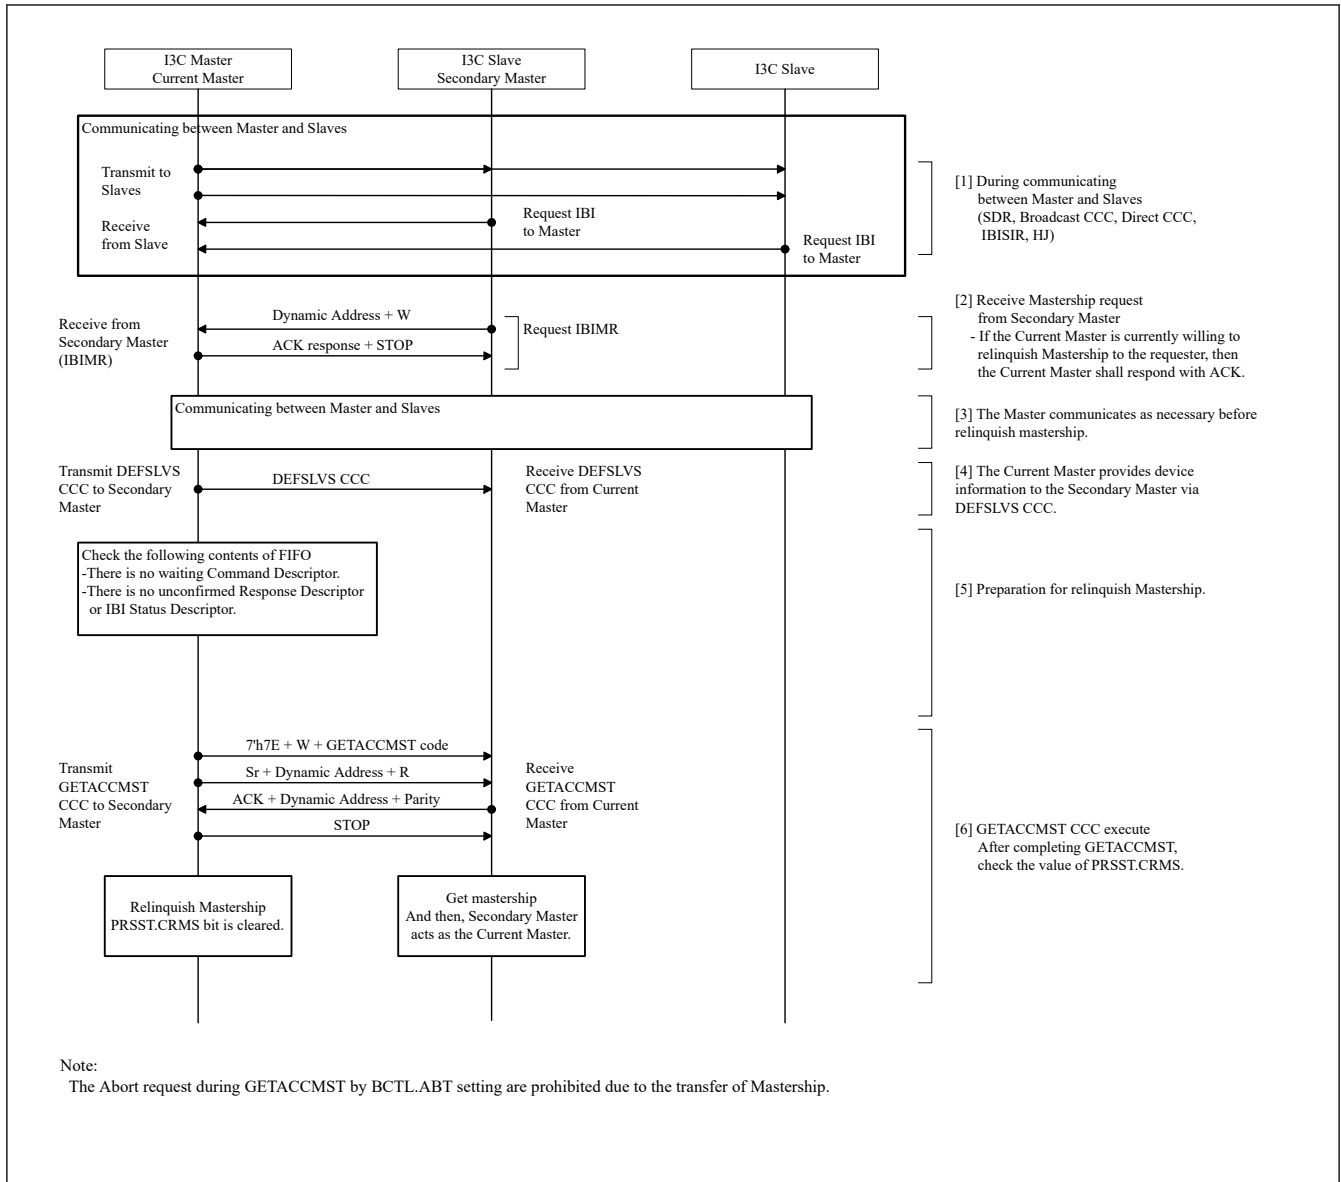 I3C Master
Current Master
I3C Slave
Secondary Master
I3C Slave
Communicating between Master and Slaves
Transmit to
Slaves
Receive
from Slave
Request IBI
to Master
Request IBI
to Master
[1] During communicating
between Master and Slaves
(SDR, Broadcast CCC, Direct CCC,
IBISIR, HJ)
Receive from
Secondary Master
(IBIMR)
Dynamic Address + W
ACK response + STOP
Request IBIMR
[2] Receive Mastership request
from Secondary Master
- If the Current Master is currently willing to
relinquish Mastership to the requester, then
the Current Master shall respond with ACK.
Communicating between Master and Slaves
[3] The Master communicates as necessary before
relinquish mastership.
Transmit DEFSLVS
CCC to Secondary
Master
DEFSLVS CCC
Receive DEFSLVS
CCC from Current
Master
[4] The Current Master provides device
information to the Secondary Master via
DEFSLVS CCC.
Check the following contents of FIFO
-There is no waiting Command Descriptor.
-There is no unconfirmed Response Descriptor
or IBI Status Descriptor.
[5] Preparation for relinquish Mastership.
Transmit
GETACCMST
CCC to Secondary
Master
7'h7E + W + GETACCMST code
Sr + Dynamic Address + R
ACK + Dynamic Address + Parity
STOP
Receive
GETACCMST
CCC from Current
Master
[6] GETACCMST CCC execute
After completing GETACCMST,
check the value of PRSST.CRMS.
Relinquish Mastership
PRSST.CRMS bit is cleared.
Get mastership
And then, Secondary Master
acts as the Current Master.
Note:
The Abort request during GETACCMST by BCTL.ABT setting are prohibited due to the transfer of Mastership.